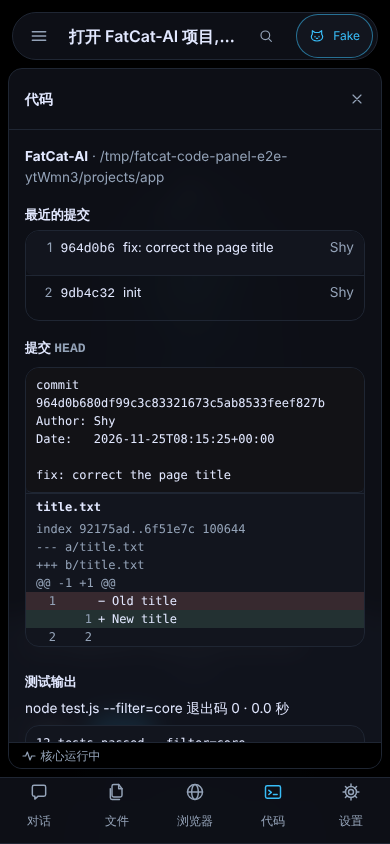 打开 FatCat-AI 项目,...
Fake
代码
FatCat-AI · /tmp/fatcat-code-panel-e2e-
ytWmn3/projects/app
最近的提交
1 964d0b6 fix: correct the page title Shy
2 9db4c32 init Shy
提交 HEAD
commit
964d0b680df99c3c83321673c5ab8533feef827b
Author: Shy
Date:   2026-11-25T08:15:25+00:00
fix: correct the page title
title.txt
index 92175ad..6f51e7c 100644
--- a/title.txt
+++ b/title.txt
@@ -1 +1 @@
1 − Old title
1 + New title
2 2
测试输出
node test.js --filter=core 退出码 0 · 0.0 秒
核心运行中
对话 文件 浏览器 代码 设置